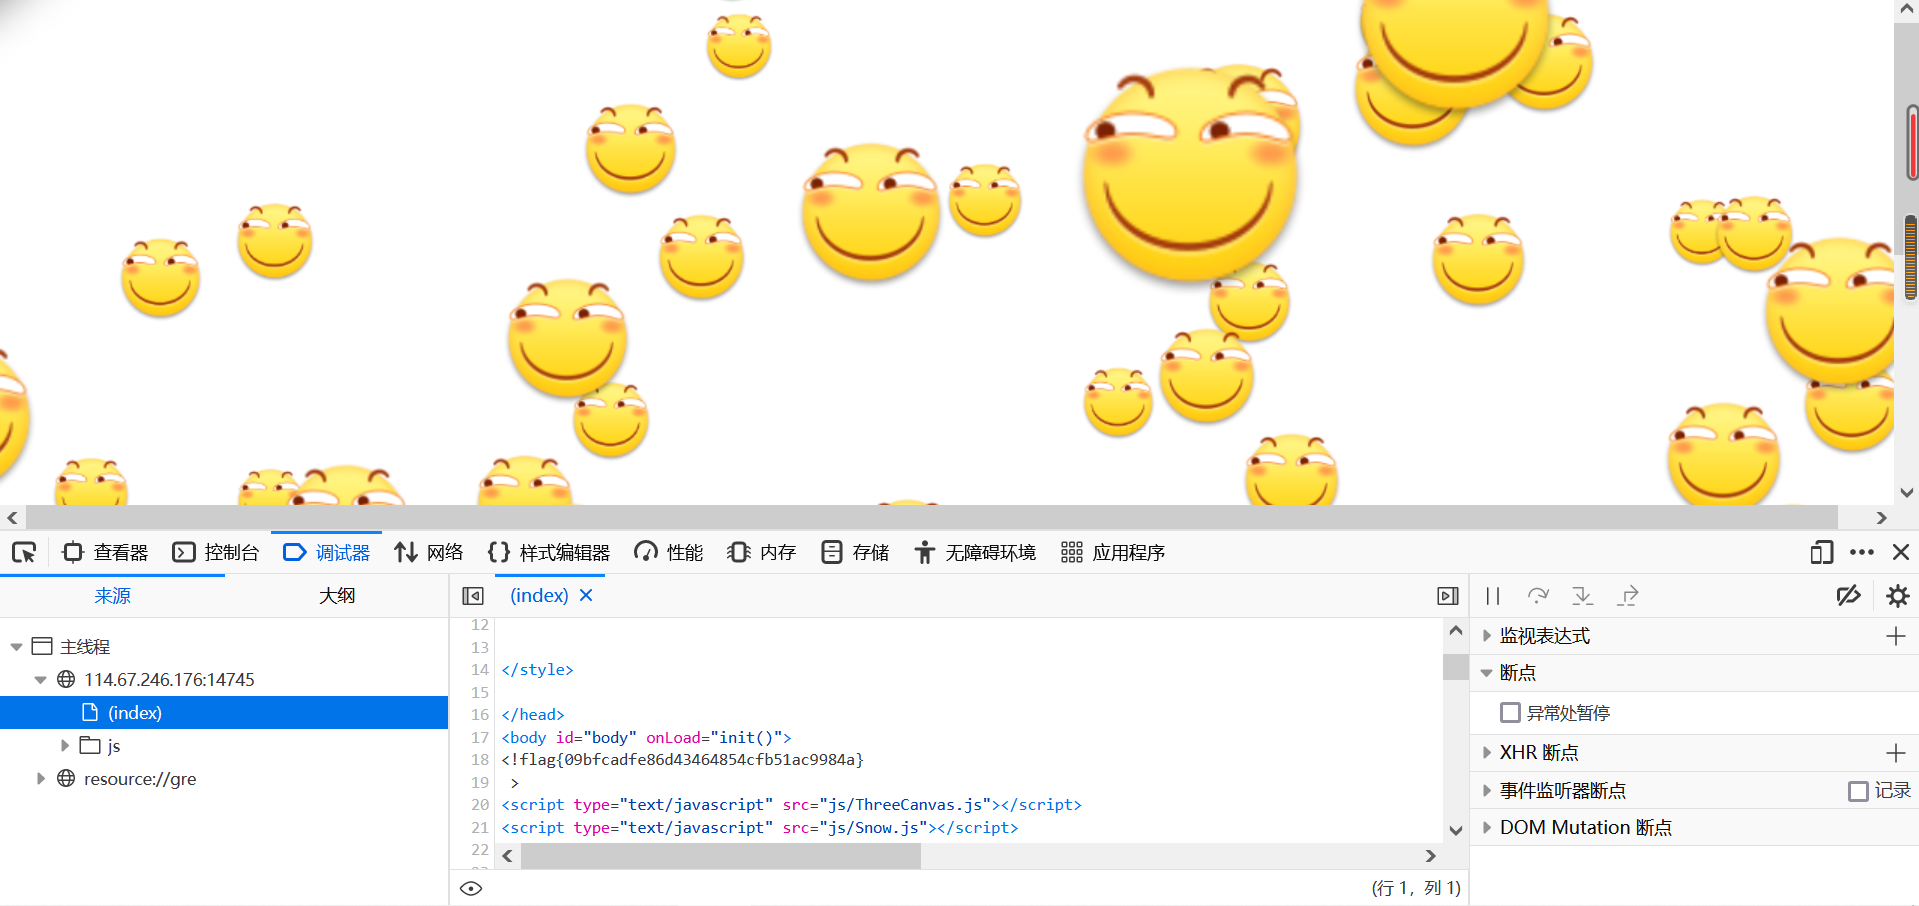 查看器 控制台 调试器 网络 {} 样式编辑器 性能 内存 存储 无障碍环境 应用程序
来源 大纲
(index)
主线程
114.67.246.176:14745
(index)
js
resource://gre
12
13
14 </style>
15
16 </head>
17 <body id="body" onLoad="init()">
18 <!flag{09bfcadfe86d43464854cfb51ac9984a}
19 >
20 <script type="text/javascript" src="js/ThreeCanvas.js"></script>
21 <script type="text/javascript" src="js/Snow.js"></script>
22
(行 1，列 1)
监视表达式
断点
异常处暂停
XHR 断点
事件监听器断点 记录
DOM Mutation 断点